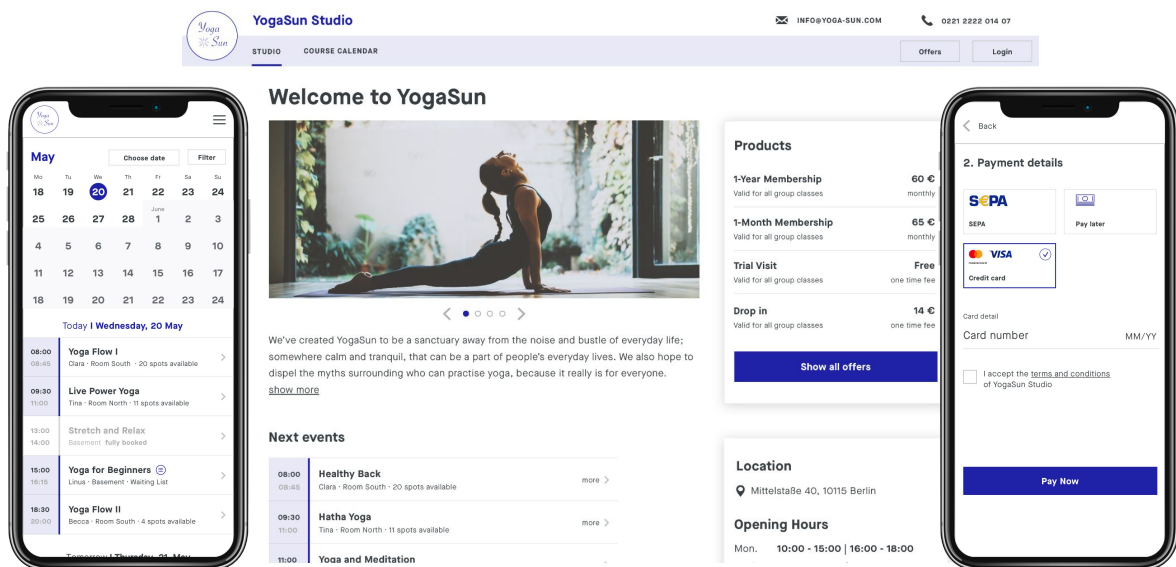 Yoga
Sun
YogaSun Studio
INFO@YOGA-SUN.COM
0221 2222 014 07
STUDIO
COURSE CALENDAR
Offers
Login
Yoga
Sun
May
Choose date
Filter
Mo Tu We Th Fr Sa Su
18 19 20 21 22 23 24
June
25 26 27 28 1 2 3
4 5 6 7 8 9 10
11 12 13 14 15 16 17
18 19 20 21 22 23 24
Today I Wednesday, 20 May
08:00 Yoga Flow I
08:45 Clara · Room South · 20 spots available
09:30 Live Power Yoga
11:00 Tina · Room North · 11 spots available
13:00 Stretch and Relax
14:00 Basement fully booked
15:00 Yoga for Beginners
16:15 Linus · Basement · Waiting List
18:30 Yoga Flow II
20:00 Becca · Room South · 4 spots available
Tomorrow I Thursday, 21. May
Welcome to YogaSun
We've created YogaSun to be a sanctuary away from the noise and bustle of everyday life;
somewhere calm and tranquil, that can be a part of people's everyday lives. We also hope to
dispel the myths surrounding who can practise yoga, because it really is for everyone.
show more
Next events
08:00 Healthy Back
08:45 Clara · Room South · 20 spots available
more
09:30 Hatha Yoga
11:00 Tina · Room North · 11 spots available
more
11:00 Yoga and Meditation
Products
1-Year Membership 60 €
Valid for all group classes monthly
1-Month Membership 65 €
Valid for all group classes monthly
Trial Visit Free
Valid for all group classes one time fee
Drop in 14 €
Valid for all group classes one time fee
Show all offers
Location
Mittelstaße 40, 10115 Berlin
Opening Hours
Mon. 10:00 - 15:00 | 16:00 - 18:00
Back
2. Payment details
S€PA
SEPA
Pay later
VISA
Credit card
Card detail
Card number MM/YY
I accept the terms and conditions
of YogaSun Studio
Pay Now